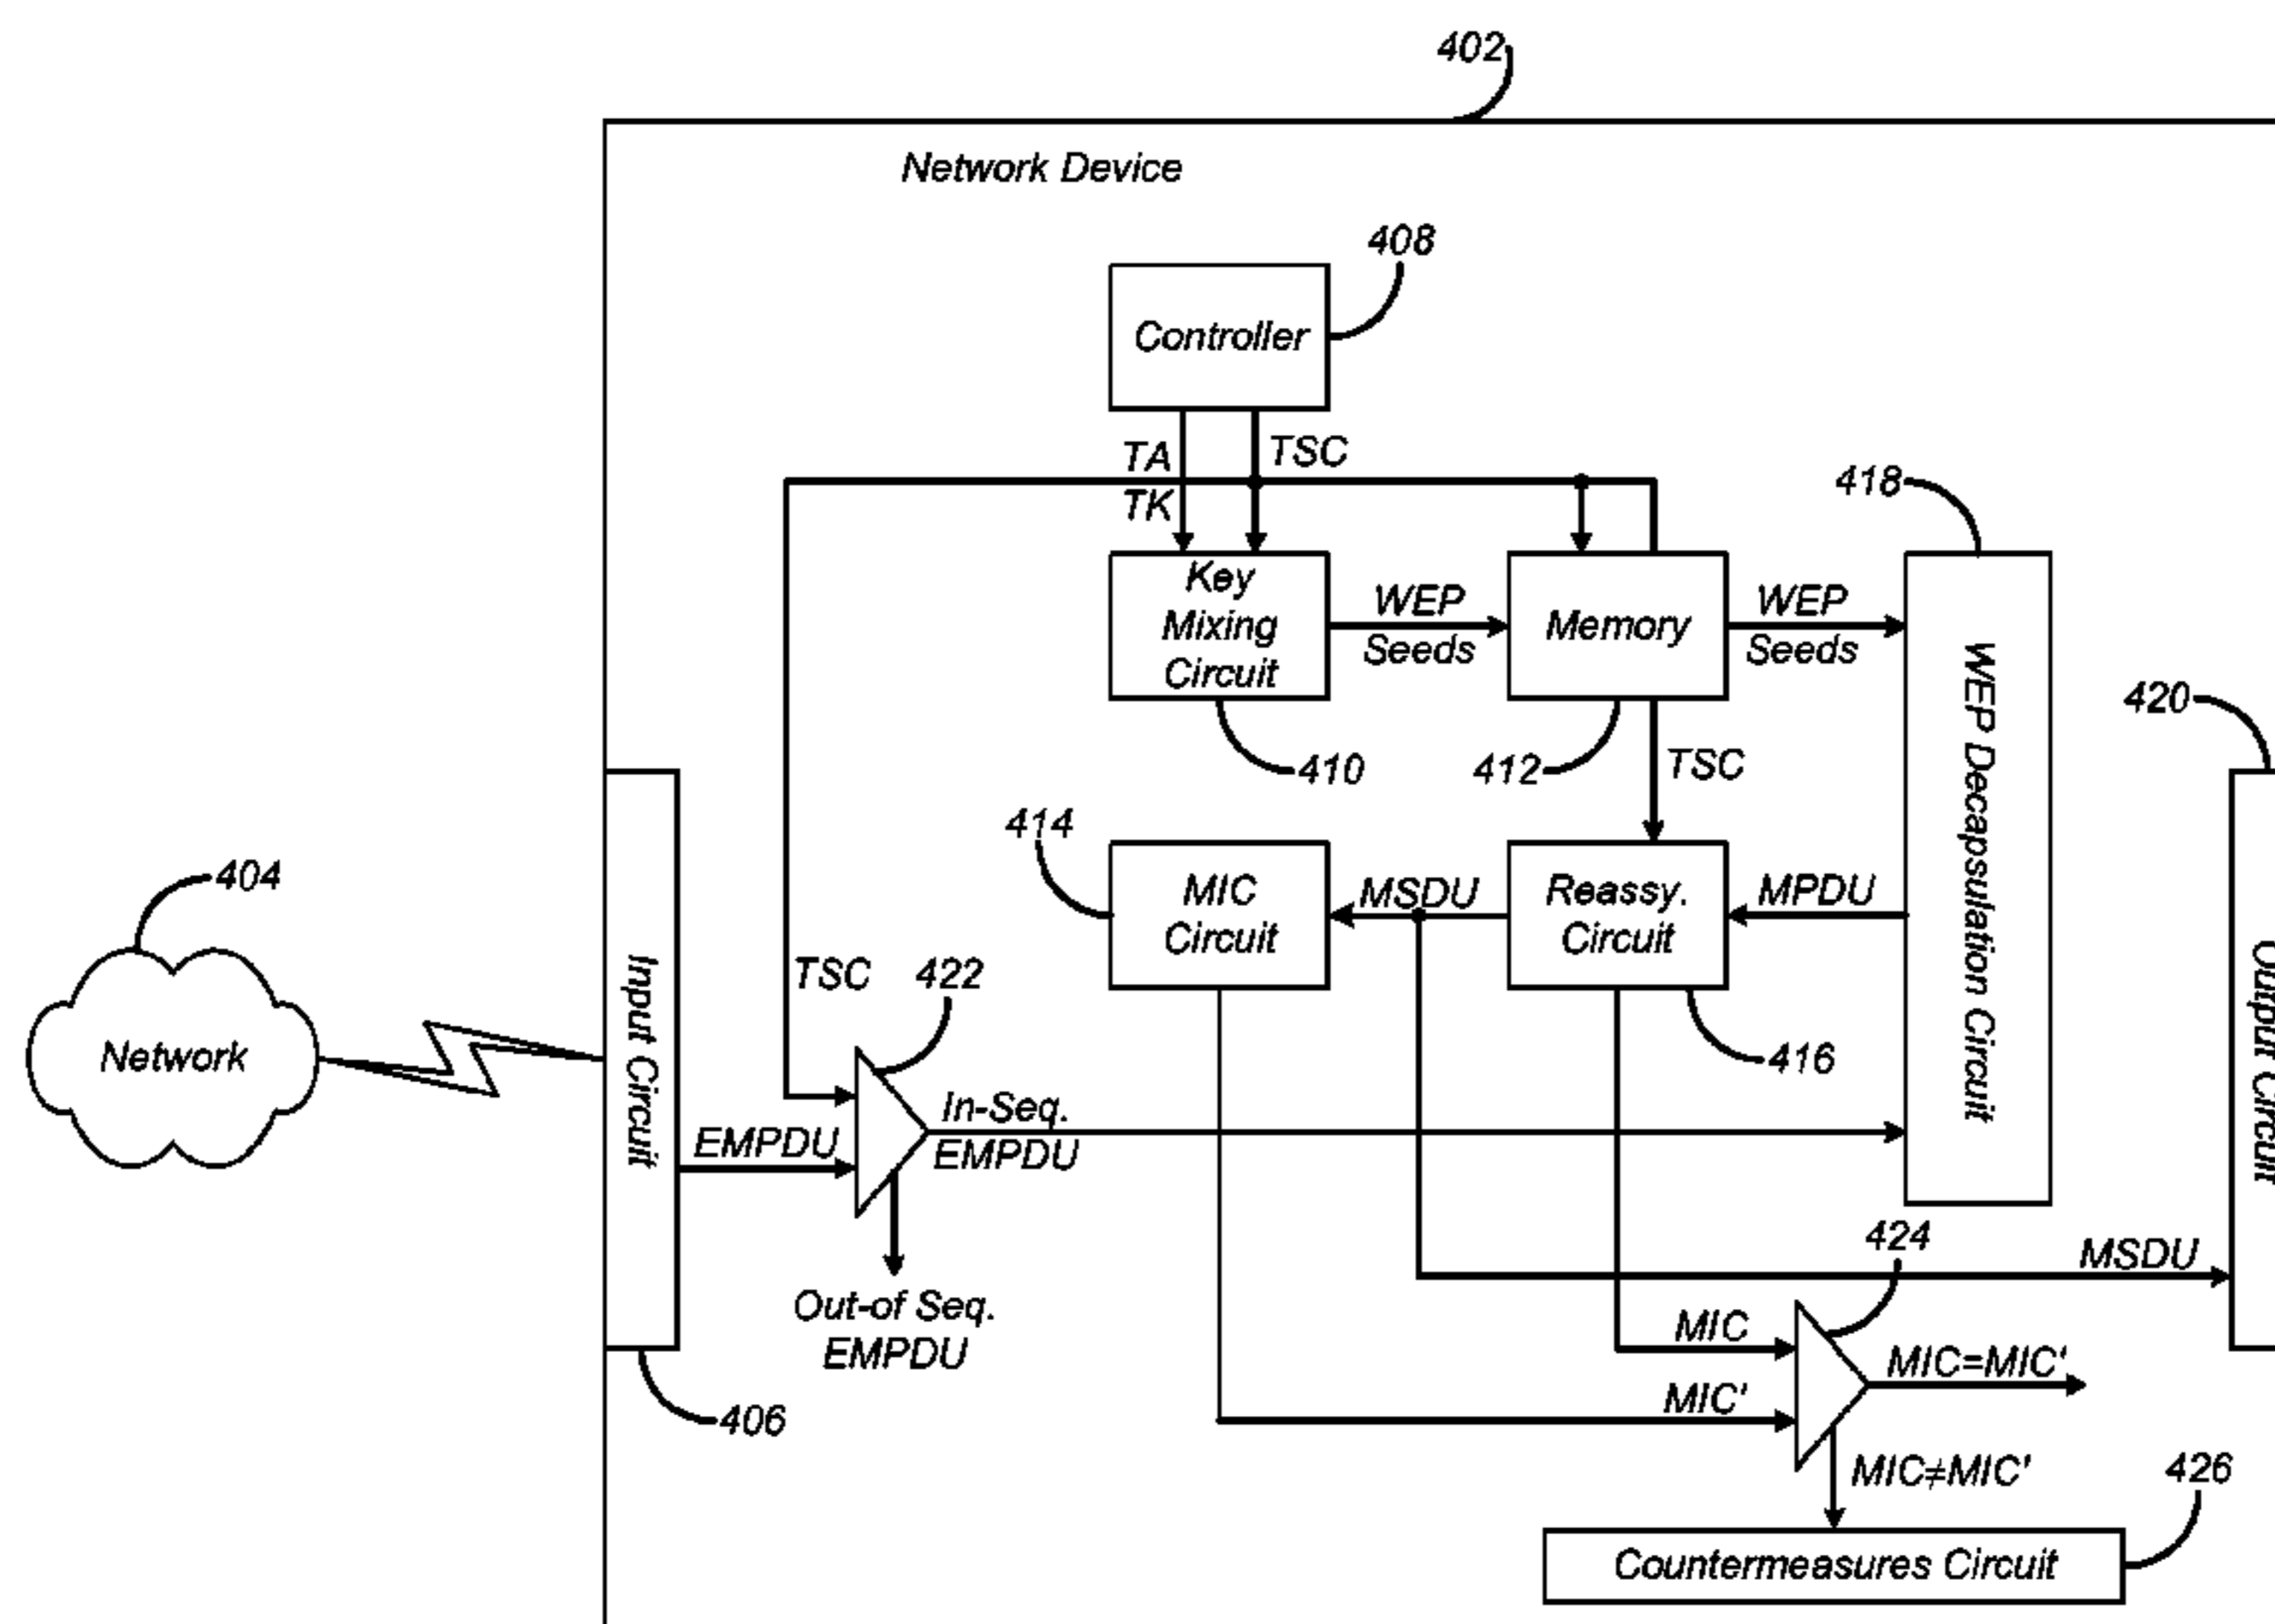 402
Network Device
408
Controller
TA
TSC
TK
418
Key
Mixing
Circuit
WEP
Seeds
Memory
WEP
Seeds
WEP Decapsulation Circuit
420
410
412
TSC
414
404
MIC
Circuit
MSDU
Reassy.
Circuit
MPDU
Output Circuit
Input Circuit
TSC
422
416
Network
In-Seq.
EMPDU
EMPDU
424
MSDU
Out-of Seq.
EMPDU
MIC
MIC=MIC'
MIC'
406
MIC≠MIC'
426
Countermeasures Circuit